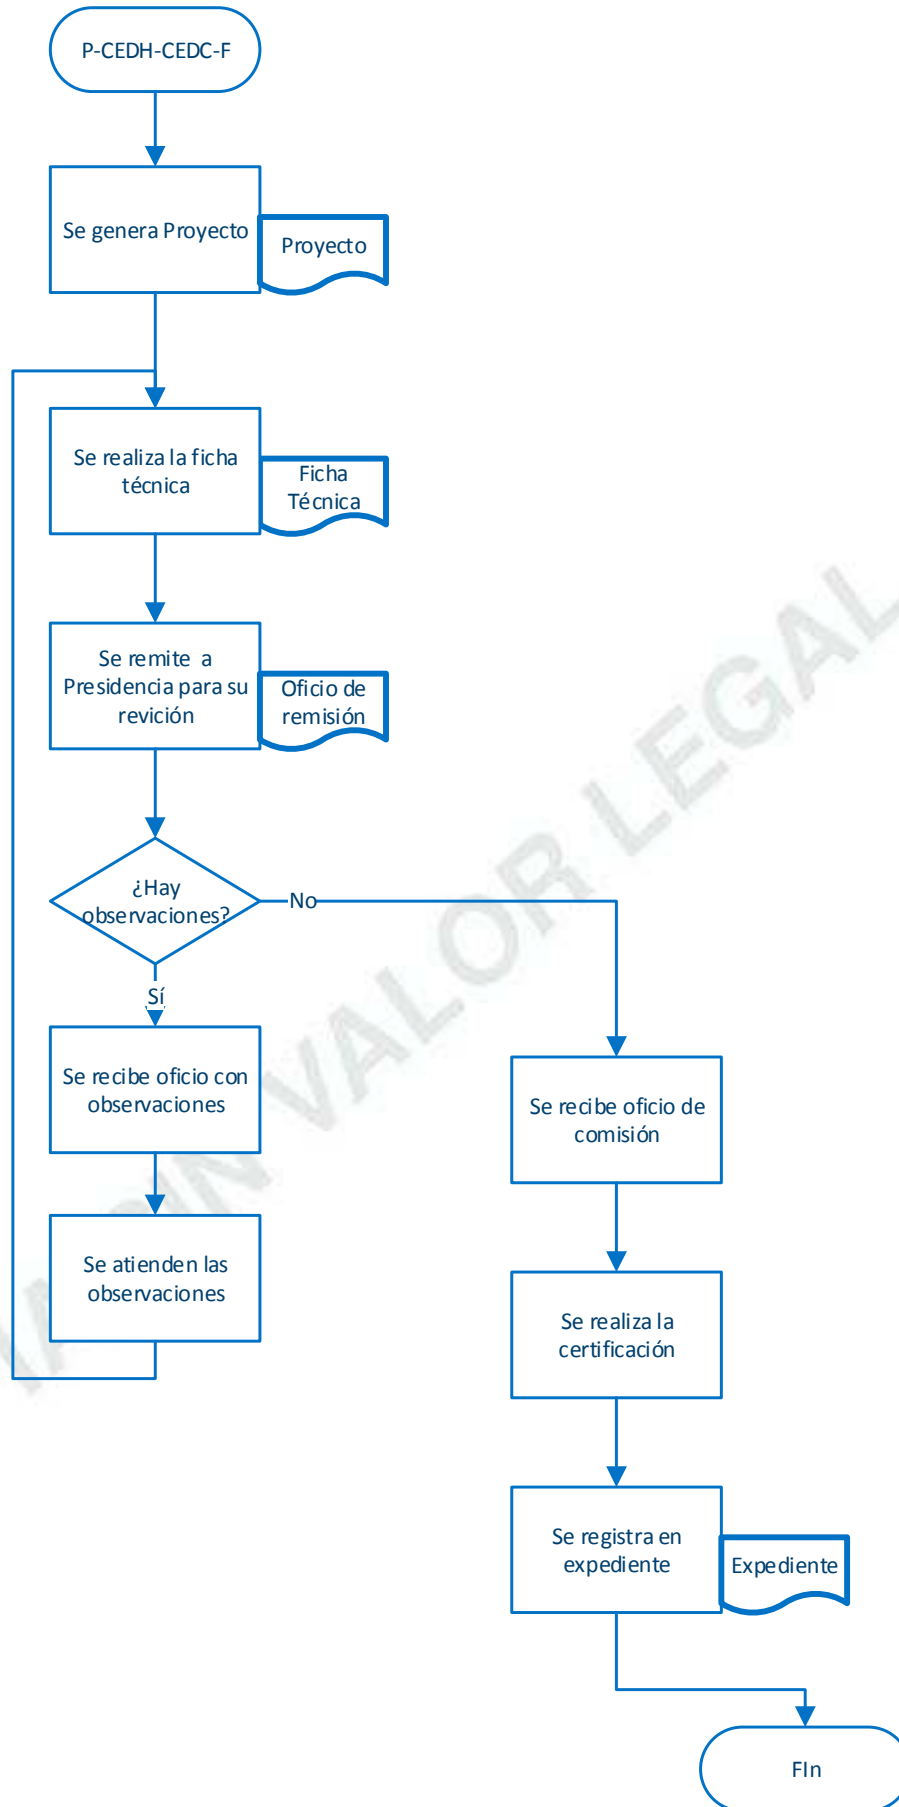 P-CEDH-CEDC-F
Se genera Proyecto
Proyecto
Se realiza la ficha
técnica
Ficha
Técnica
Se remite a
Presidencia para su
revición
Oficio de
remisión
¿Hay
observaciones?
No
Sí
Se recibe oficio con
observaciones
Se atienden las
observaciones
Se recibe oficio de
comisión
Se realiza la
certificación
Se registra en
expediente
Expediente
FIn
SIN VALOR LEGAL